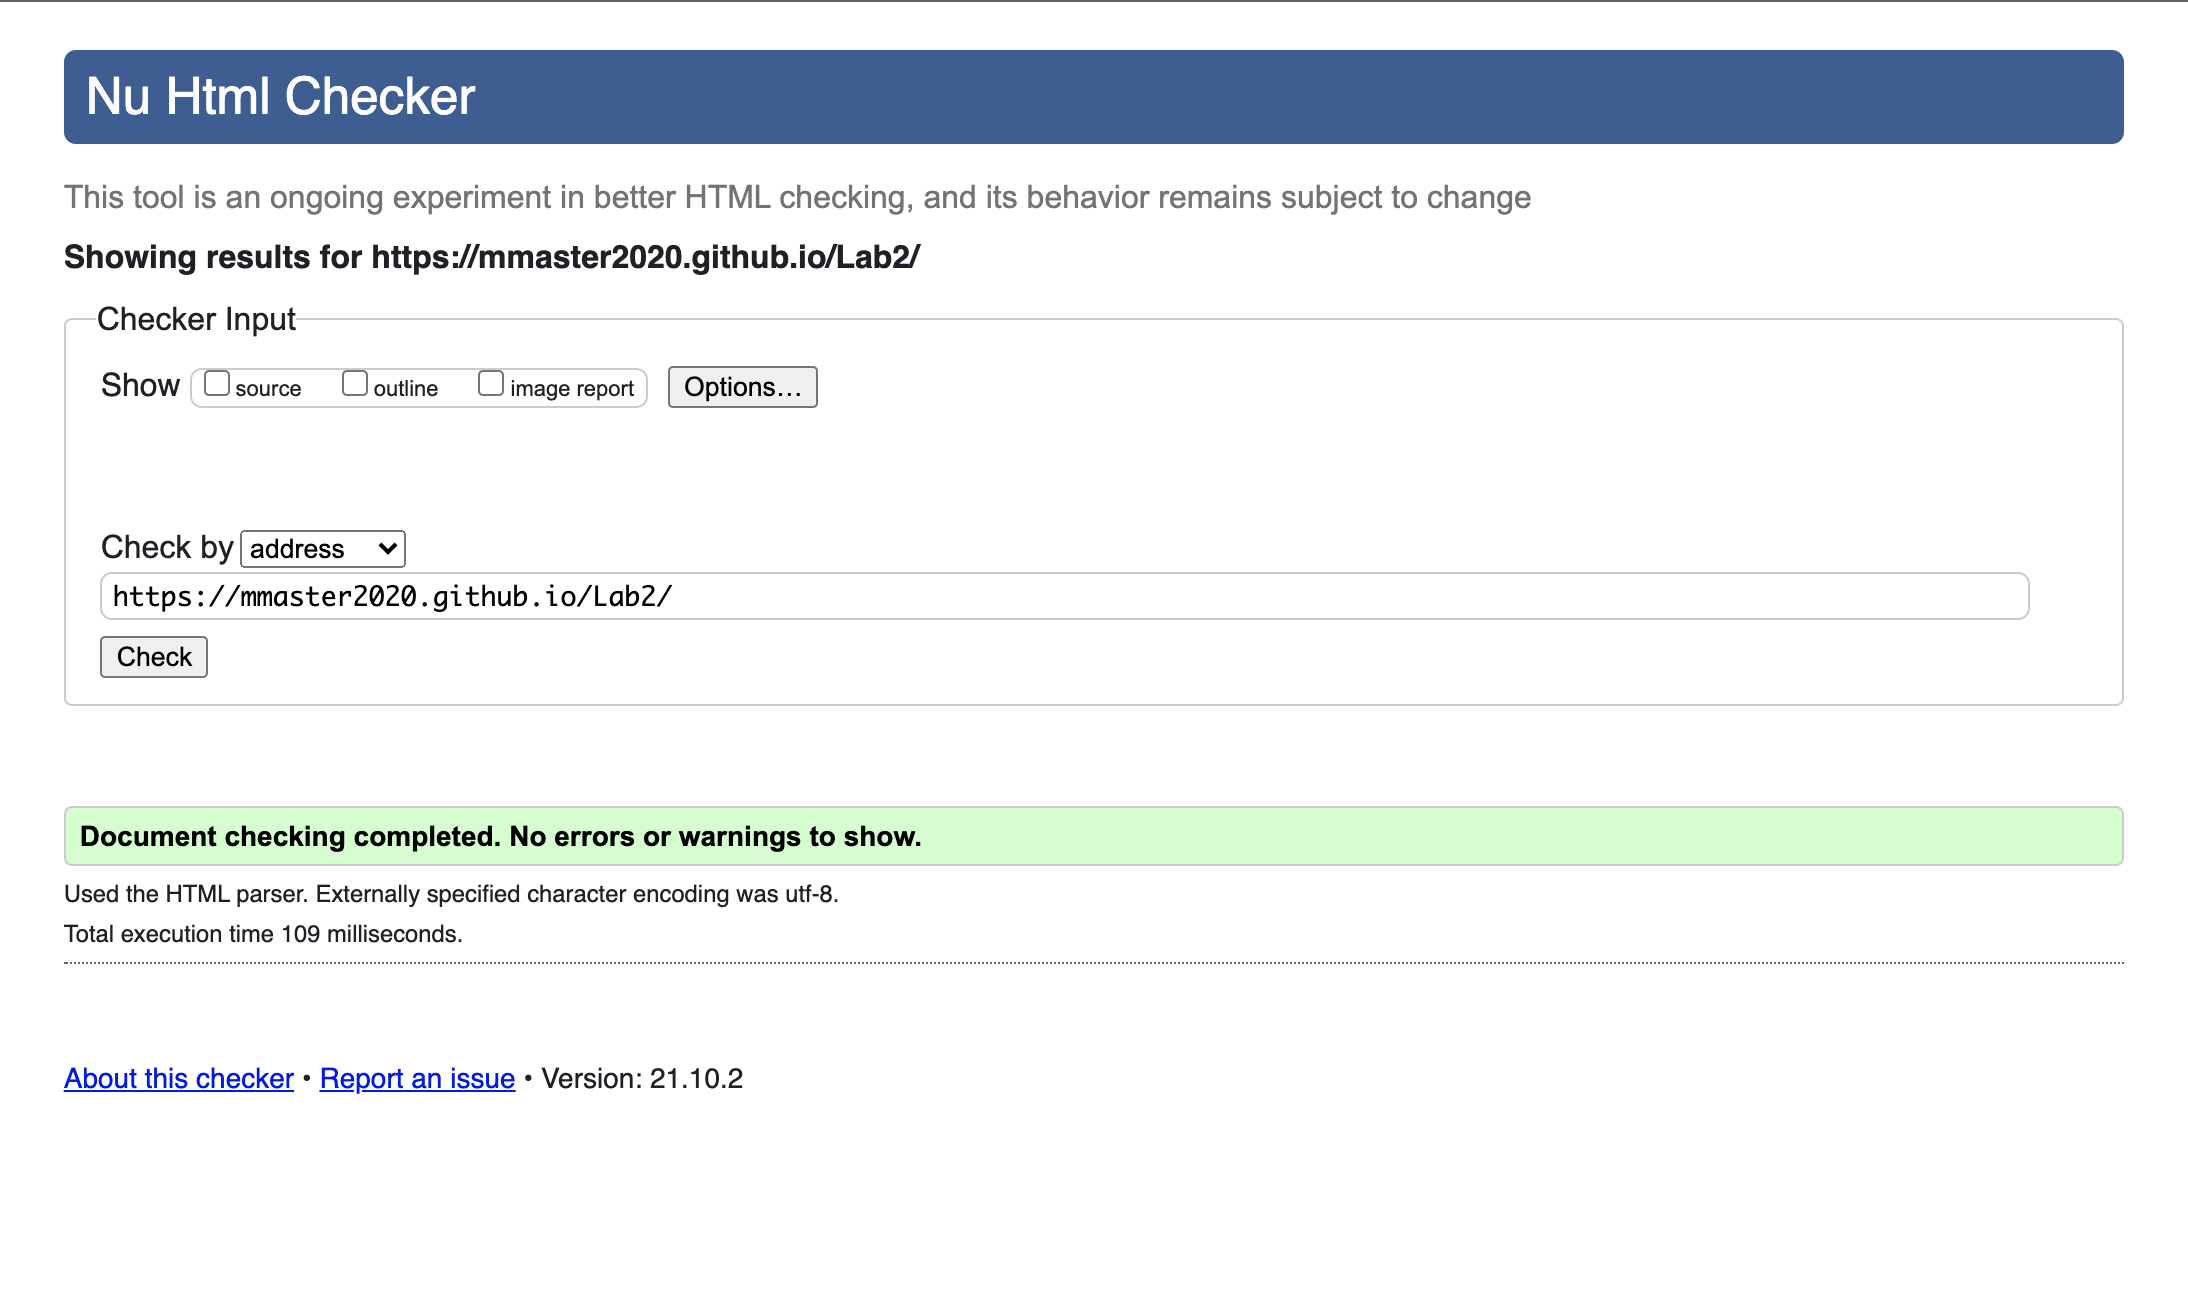 Nu Html Checker
This tool is an ongoing experiment in better HTML checking, and its behavior remains subject to change
Showing results for https://mmaster2020.github.io/Lab2/
Checker Input
Show source outline image report Options...
Check by address
https://mmaster2020.github.io/Lab2/
Check
Document checking completed. No errors or warnings to show.
Used the HTML parser. Externally specified character encoding was utf-8.
Total execution time 109 milliseconds.
About this checker • Report an issue • Version: 21.10.2